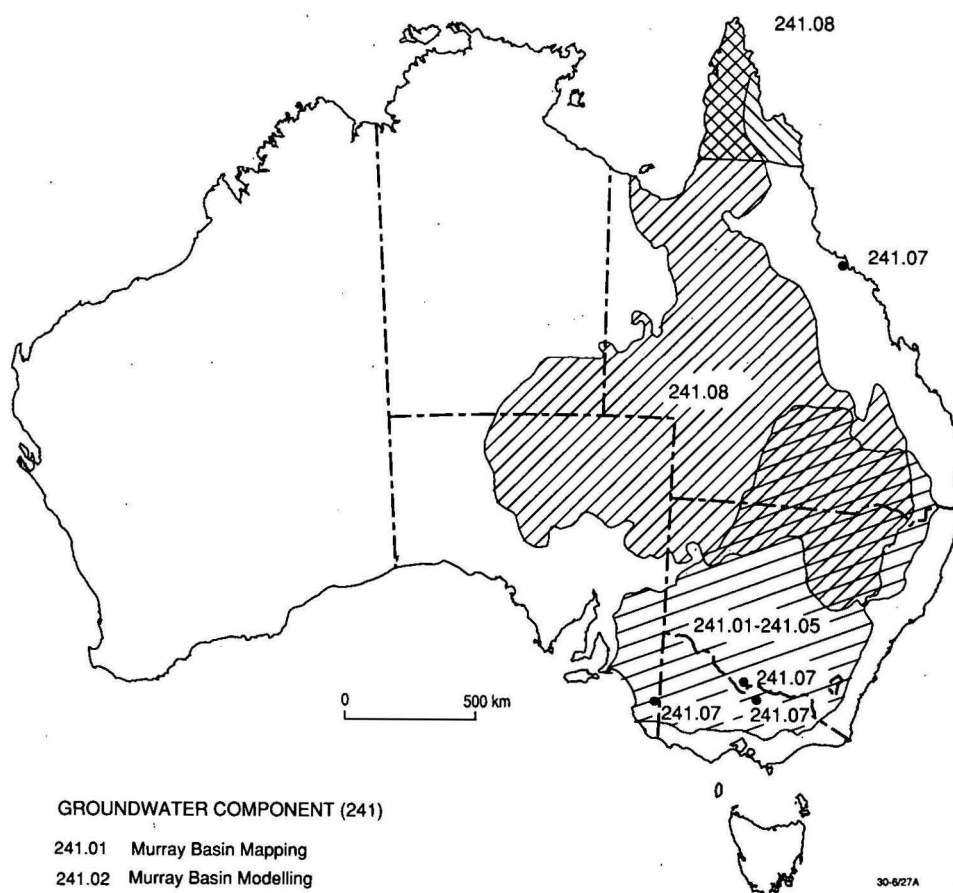 241.08
241.07
241.08
241.01-241.05
241.07
241.07
241.07
0 500 km
GROUNDWATER COMPONENT (241)
241.01 Murray Basin Mapping
241.02 Murray Basin Modelling
30-6/27A